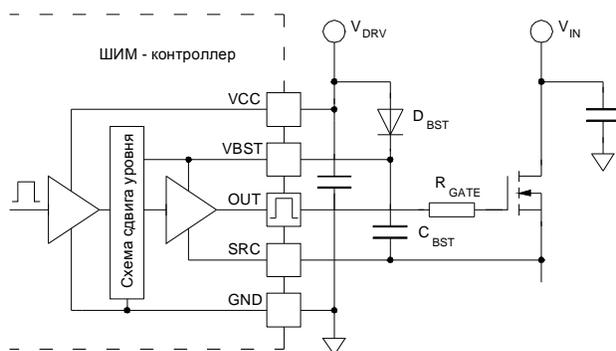 V_DRV
V_IN
ШИМ - контроллер
VCC
D_BST
VBST
Схема сдвига уровня
R_GATE
OUT
C_BST
SRC
GND